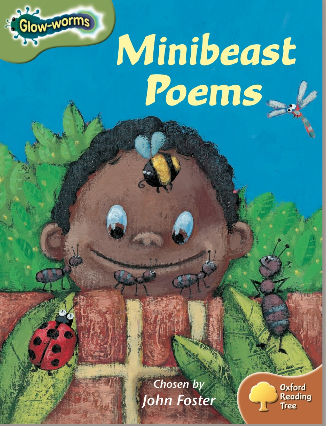 Glow-worms
Minibeast
Poems
Chosen by
John Foster
Oxford
Reading
Tree